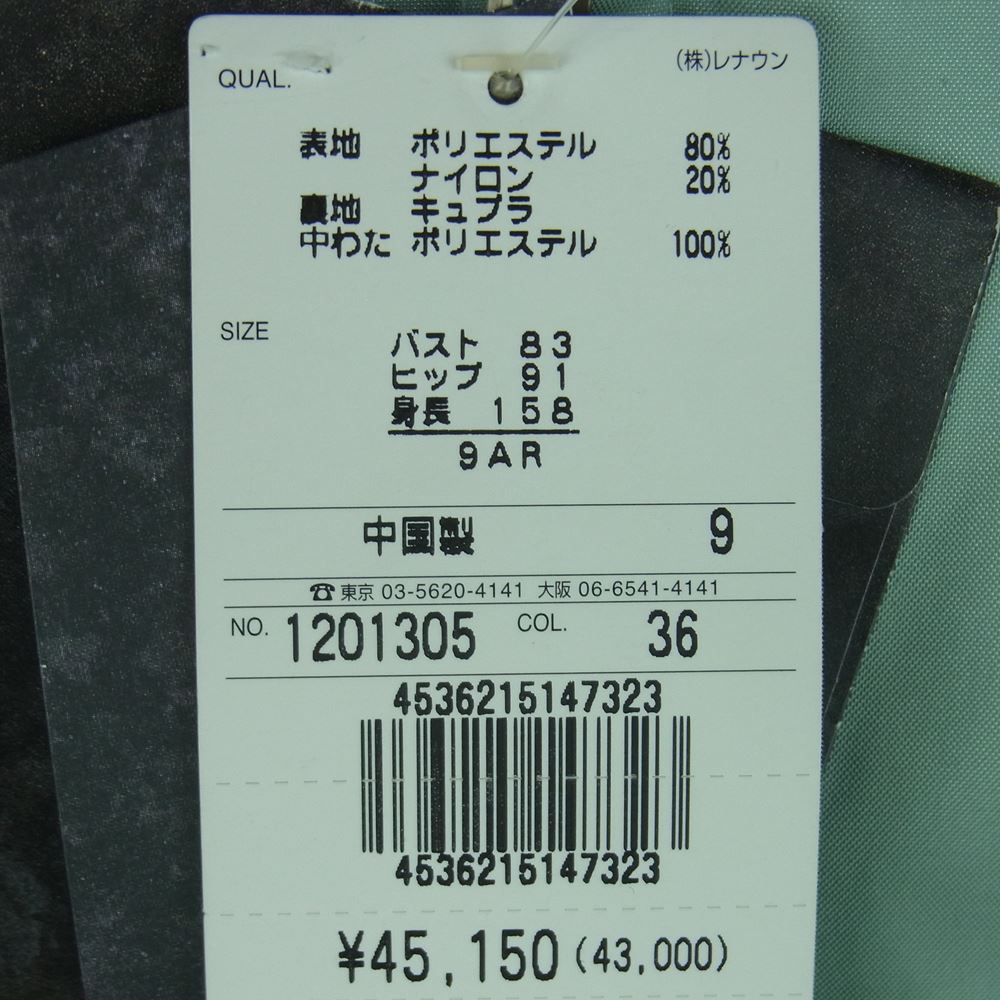 (株)レナウン
QUAL.
表地 ポリエステル 80%
ナイロン 20%
裏地 キュプラ
中わた ポリエステル 100%
SIZE
バスト 83
ヒップ 91
身長 158
9AR
中国製 9
☎東京 03-5620-4141 大阪 06-6541-4141
NO. 1201305 COL. 36
4536215147323
4536215147323
¥45,150(43,000)